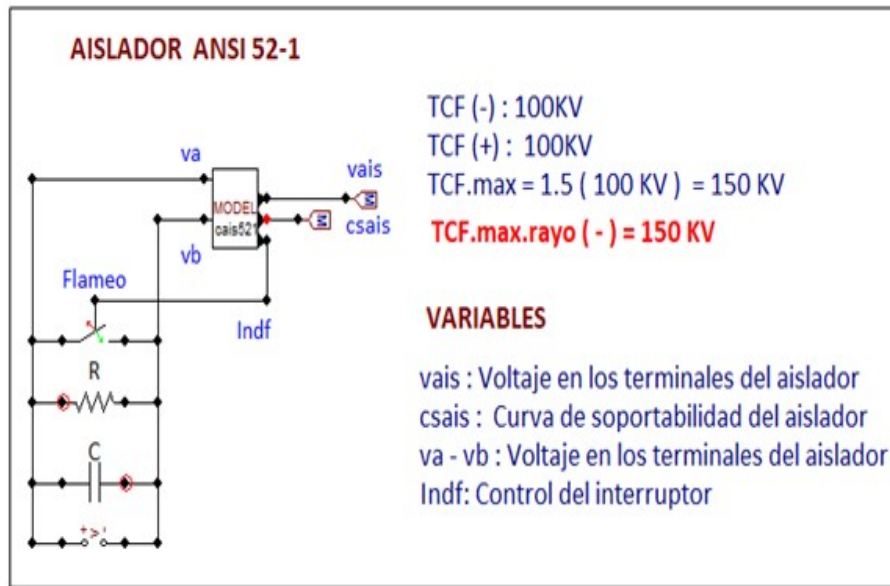 AISLADOR ANSI 52-1
TCF (-) : 100KV
TCF (+) : 100KV
TCF.max = 1.5 ( 100 KV ) = 150 KV
TCF.max.rayo ( - ) = 150 KV
va
vais
MODEL
cais521
M
M
csais
vb
Flameo
Indf
R
C
+ v -
VARIABLES
vais : Voltaje en los terminales del aislador
csais : Curva de soportabilidad del aislador
va - vb : Voltaje en los terminales del aislador
Indf: Control del interruptor